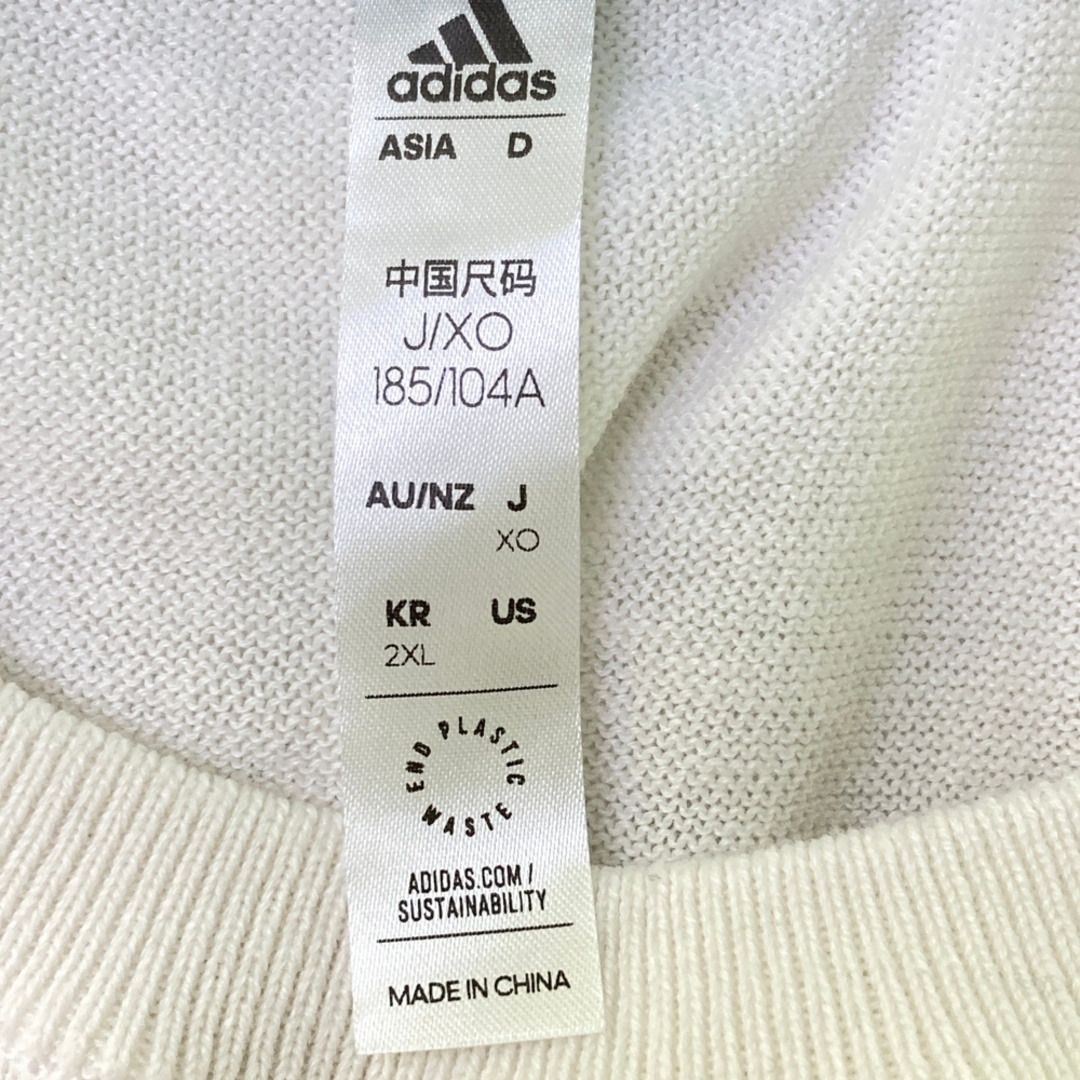 adidas
ASIA D
中国尺码
J/XO
185/104A
AU/NZ J
XO
KR US
2XL
END PLASTIC WASTE
ADIDAS.COM /
SUSTAINABILITY
MADE IN CHINA